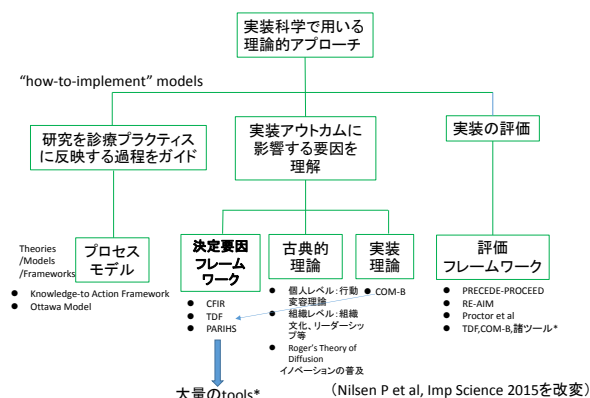 実装科学で用いる
理論的アプローチ
“how-to-implement” models
研究を診療プラクティス
に反映する過程をガイド
実装アウトカムに
影響する要因を
理解
実装の評価
Theories
/Models
/Frameworks
プロセス
モデル
● Knowledge-to Action Framework
● Ottawa Model
決定要因
フレーム
ワーク
● CFIR
● TDF
● PARIHS
大量のtools*
古典的
理論
● 個人レベル：行動
変容理論
● 組織レベル：組織
文化、リーダーシッ
プ等
● Roger's Theory of
Diffusion
イノベーションの普及
実装
理論
● COM-B
評価
フレームワーク
● PRECEDE-PROCEED
● RE-AIM
● Proctor et al
● TDF,COM-B,諸ツール*
（Nilsen P et al, Imp Science 2015を改変）